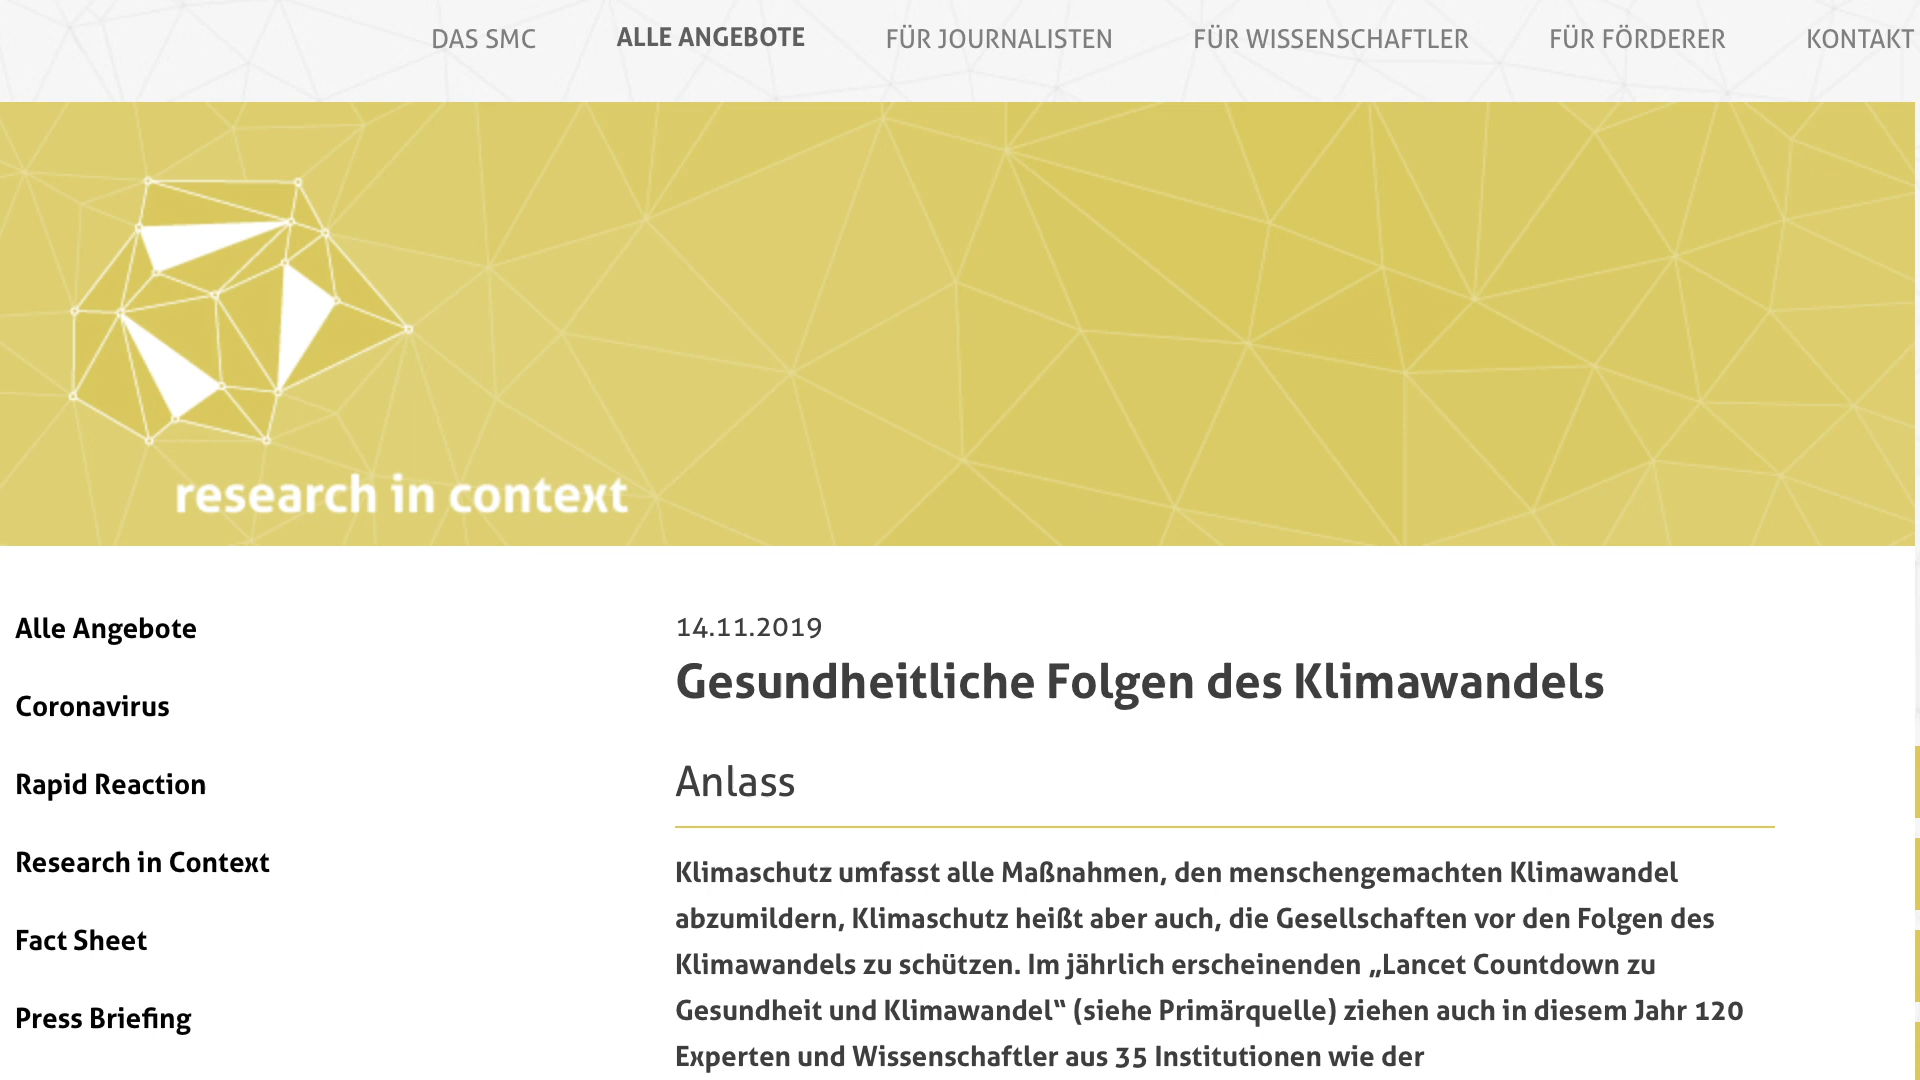 DAS SMC ALLE ANGEBOTE FÜR JOURNALISTEN FÜR WISSENSCHAFTLER FÜR FÖRDERER KONTAKT
research in context
Alle Angebote
Coronavirus
Rapid Reaction
Research in Context
Fact Sheet
Press Briefing
14.11.2019
Gesundheitliche Folgen des Klimawandels
Anlass
Klimaschutz umfasst alle Maßnahmen, den menschengemachten Klimawandel
abzumildern, Klimaschutz heißt aber auch, die Gesellschaften vor den Folgen des
Klimawandels zu schützen. Im jährlich erscheinenden „Lancet Countdown zu
Gesundheit und Klimawandel“ (siehe Primärquelle) ziehen auch in diesem Jahr 120
Experten und Wissenschaftler aus 35 Institutionen wie der